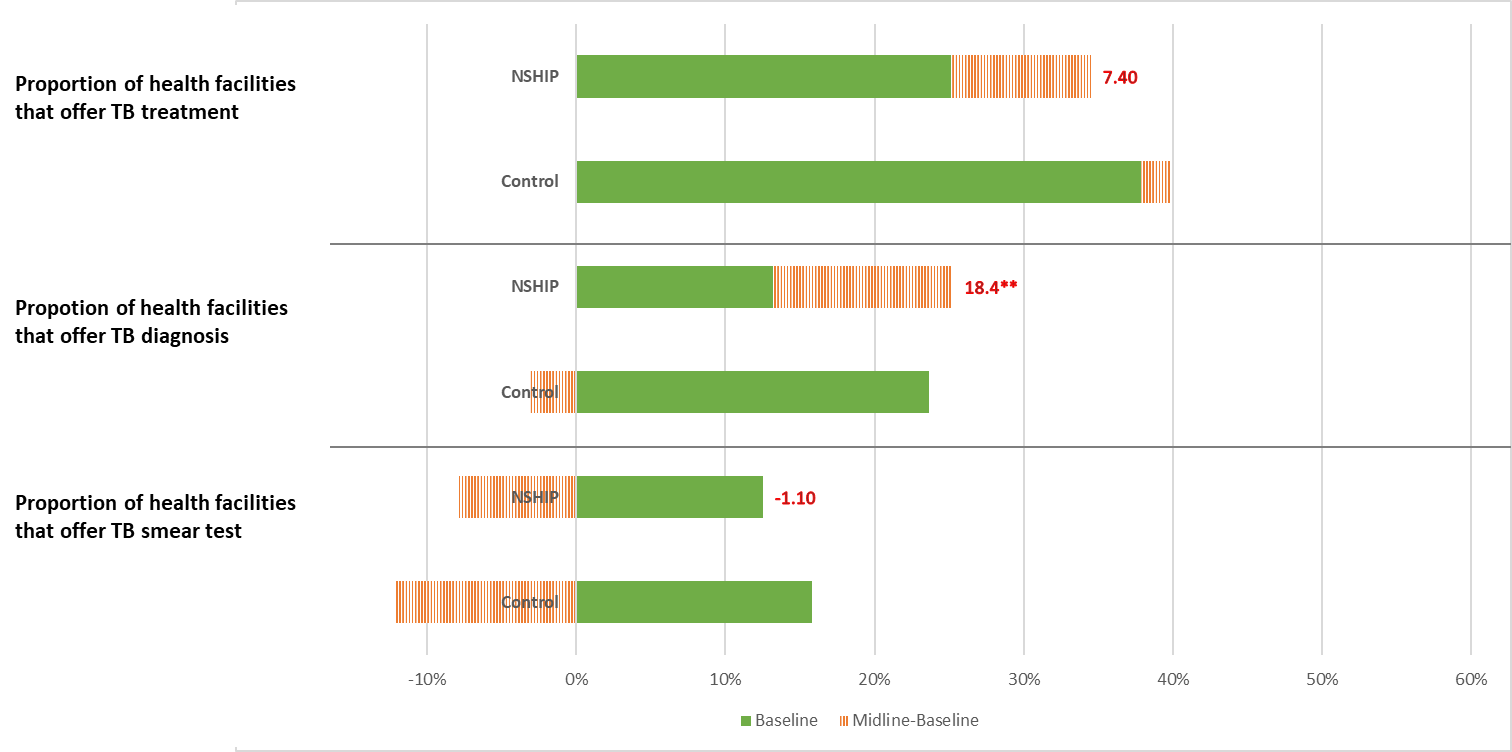 Proportion of health facilities
that offer TB treatment
NSHIP
7.40
Control
Propotion of health facilities
that offer TB diagnosis
NSHIP
18.4**
Control
Proportion of health facilities
that offer TB smear test
NSHIP
-1.10
Control
-10% 0% 10% 20% 30% 40% 50% 60%
Baseline Midline-Baseline